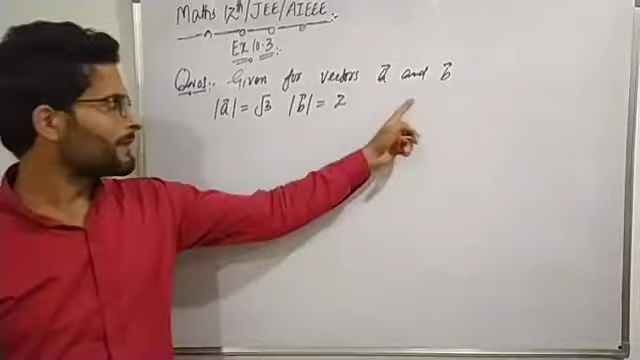 Maths 12th/JEE/AIEEE:-
Ex 10.3:-
Ques:- Given for vectors a⃗ and b⃗
|a⃗| = √3 |b⃗| = 2